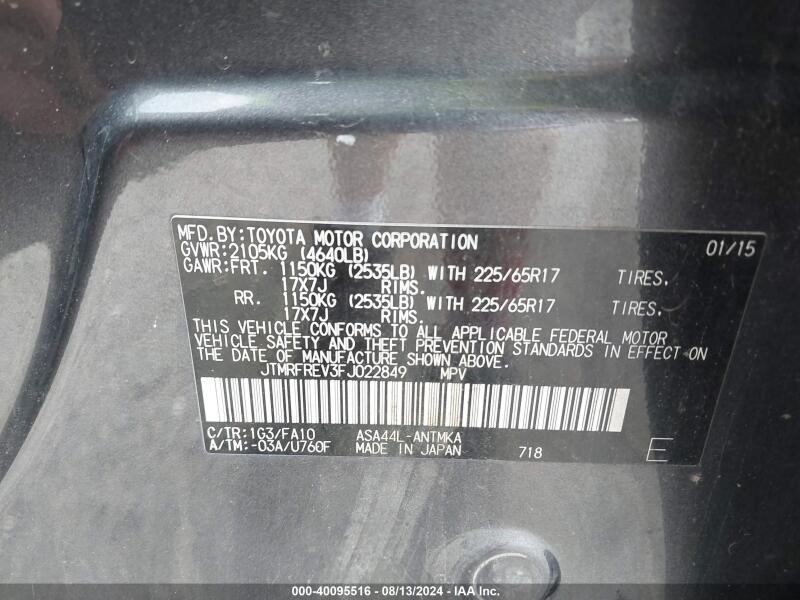 MFD.BY:TOYOTA MOTOR CORPORATION 01/15
GVWR:2105KG (4640LB)
GAWR:FRT. 1150KG (2535LB) WITH 225/65R17 TIRES.
17X7J RIMS.
RR. 1150KG (2535LB) WITH 225/65R17 TIRES.
17X7J RIMS.
THIS VEHICLE CONFORMS TO ALL APPLICABLE FEDERAL MOTOR
VEHICLE SAFETY AND THEFT PREVENTION STANDARDS IN EFFECT ON
THE DATE OF MANUFACTURE SHOWN ABOVE.
JTMRFREV3FJ022849 MPV
C/TR:1G3/FA10 ASA44L-ANTMKA
A/TM:-03A/U760F MADE IN JAPAN 718 E
000-40095516 - 08/13/2024 - IAA Inc.